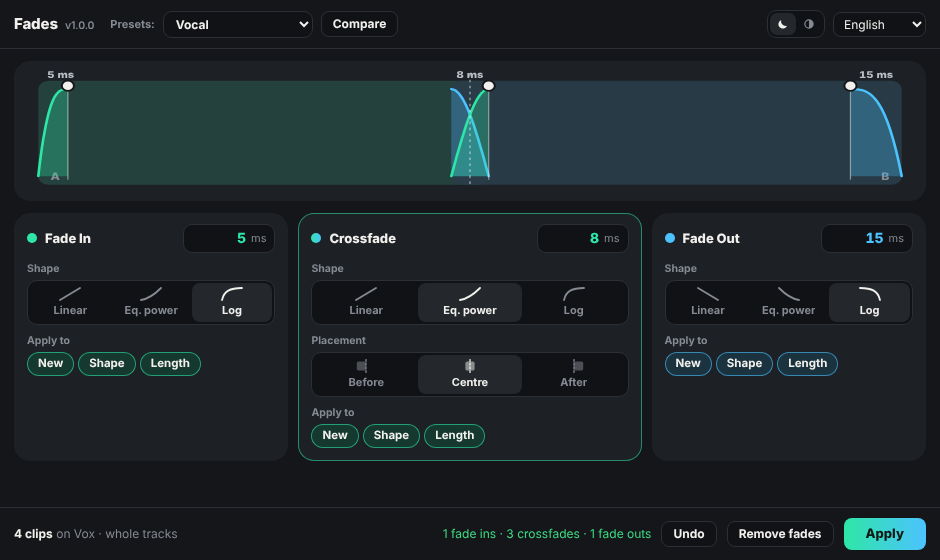 Fades v1.0.0 Presets: Vocal Compare English
5 ms 8 ms 15 ms
A B
Fade In 5 ms
Shape
Linear Eq. power Log
Apply to
New Shape Length
Crossfade 8 ms
Shape
Linear Eq. power Log
Placement
Before Centre After
Apply to
New Shape Length
Fade Out 15 ms
Shape
Linear Eq. power Log
Apply to
New Shape Length
4 clips on Vox · whole tracks 1 fade ins · 3 crossfades · 1 fade outs Undo Remove fades Apply